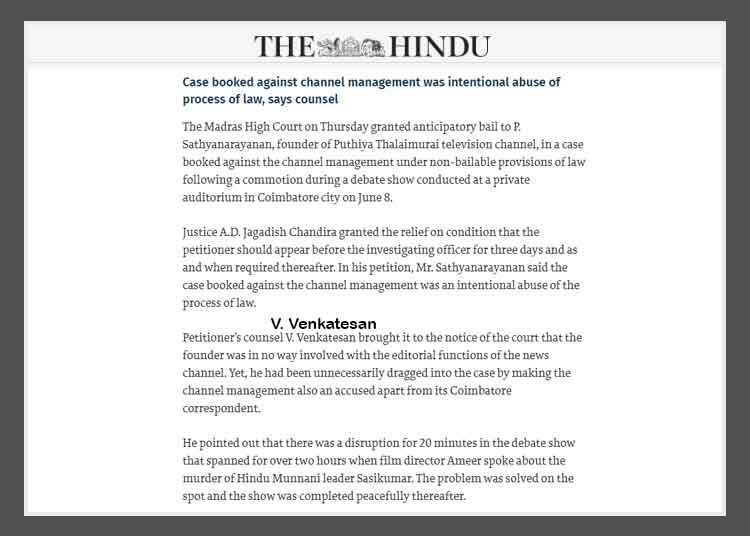 THE HINDU
Case booked against channel management was intentional abuse of
process of law, says counsel
The Madras High Court on Thursday granted anticipatory bail to P.
Sathyanarayanan, founder of Puthiya Thalaimurai television channel, in a case
booked against the channel management under non-bailable provisions of law
following a commotion during a debate show conducted at a private
auditorium in Coimbatore city on June 8.
Justice A.D. Jagadish Chandira granted the relief on condition that the
petitioner should appear before the investigating officer for three days and as
and when required thereafter. In his petition, Mr. Sathyanarayanan said the
case booked against the channel management was an intentional abuse of the
process of law.
V. Venkatesan
Petitioner's counsel V. Venkatesan brought it to the notice of the court that the
founder was in no way involved with the editorial functions of the news
channel. Yet, he had been unnecessarily dragged into the case by making the
channel management also an accused apart from its Coimbatore
correspondent.
He pointed out that there was a disruption for 20 minutes in the debate show
that spanned for over two hours when film director Ameer spoke about the
murder of Hindu Munnani leader Sasikumar. The problem was solved on the
spot and the show was completed peacefully thereafter.